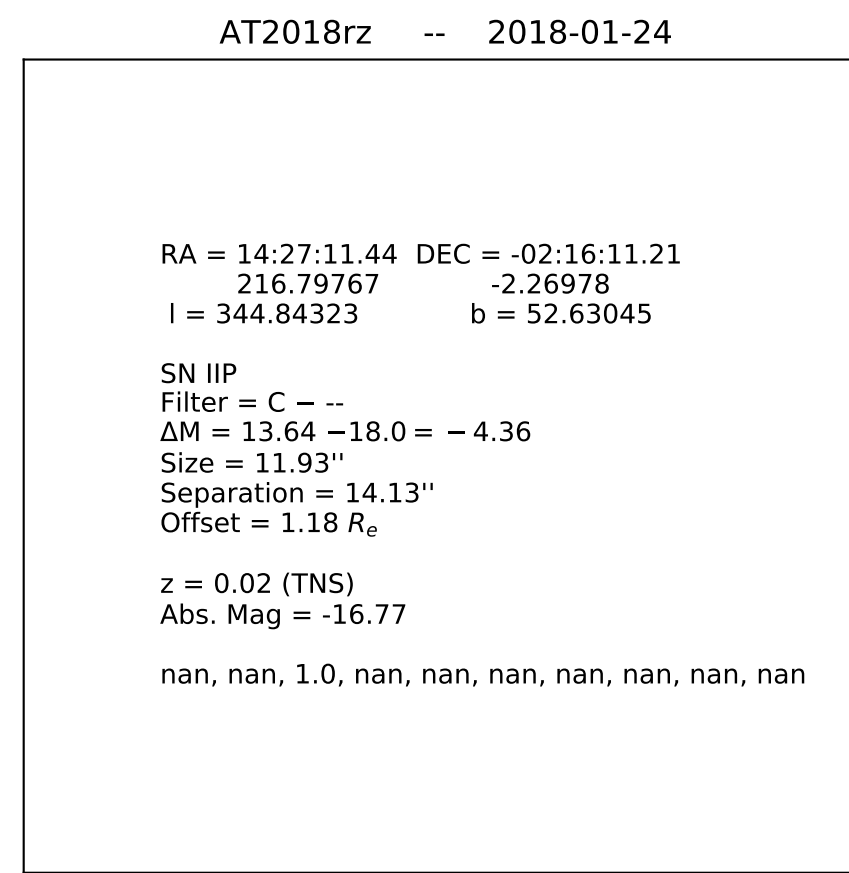 AT2018rz -- 2018-01-24
RA = 14:27:11.44 DEC = -02:16:11.21
216.79767 -2.26978
l = 344.84323 b = 52.63045
SN IIP
Filter = C − --
ΔM = 13.64 −18.0 = − 4.36
Size = 11.93''
Separation = 14.13''
Offset = 1.18 Rₑ
z = 0.02 (TNS)
Abs. Mag = -16.77
nan, nan, 1.0, nan, nan, nan, nan, nan, nan, nan